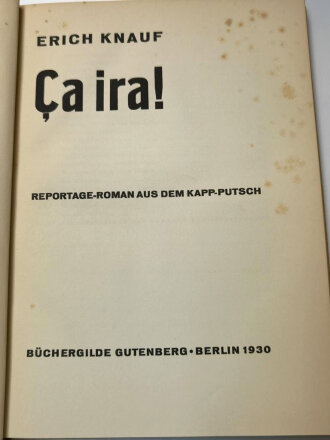 ERICH KNAUF
Ça ira!
REPORTAGE-ROMAN AUS DEM KAPP-PUTSCH
BÜCHERGILDE GUTENBERG • BERLIN 1930